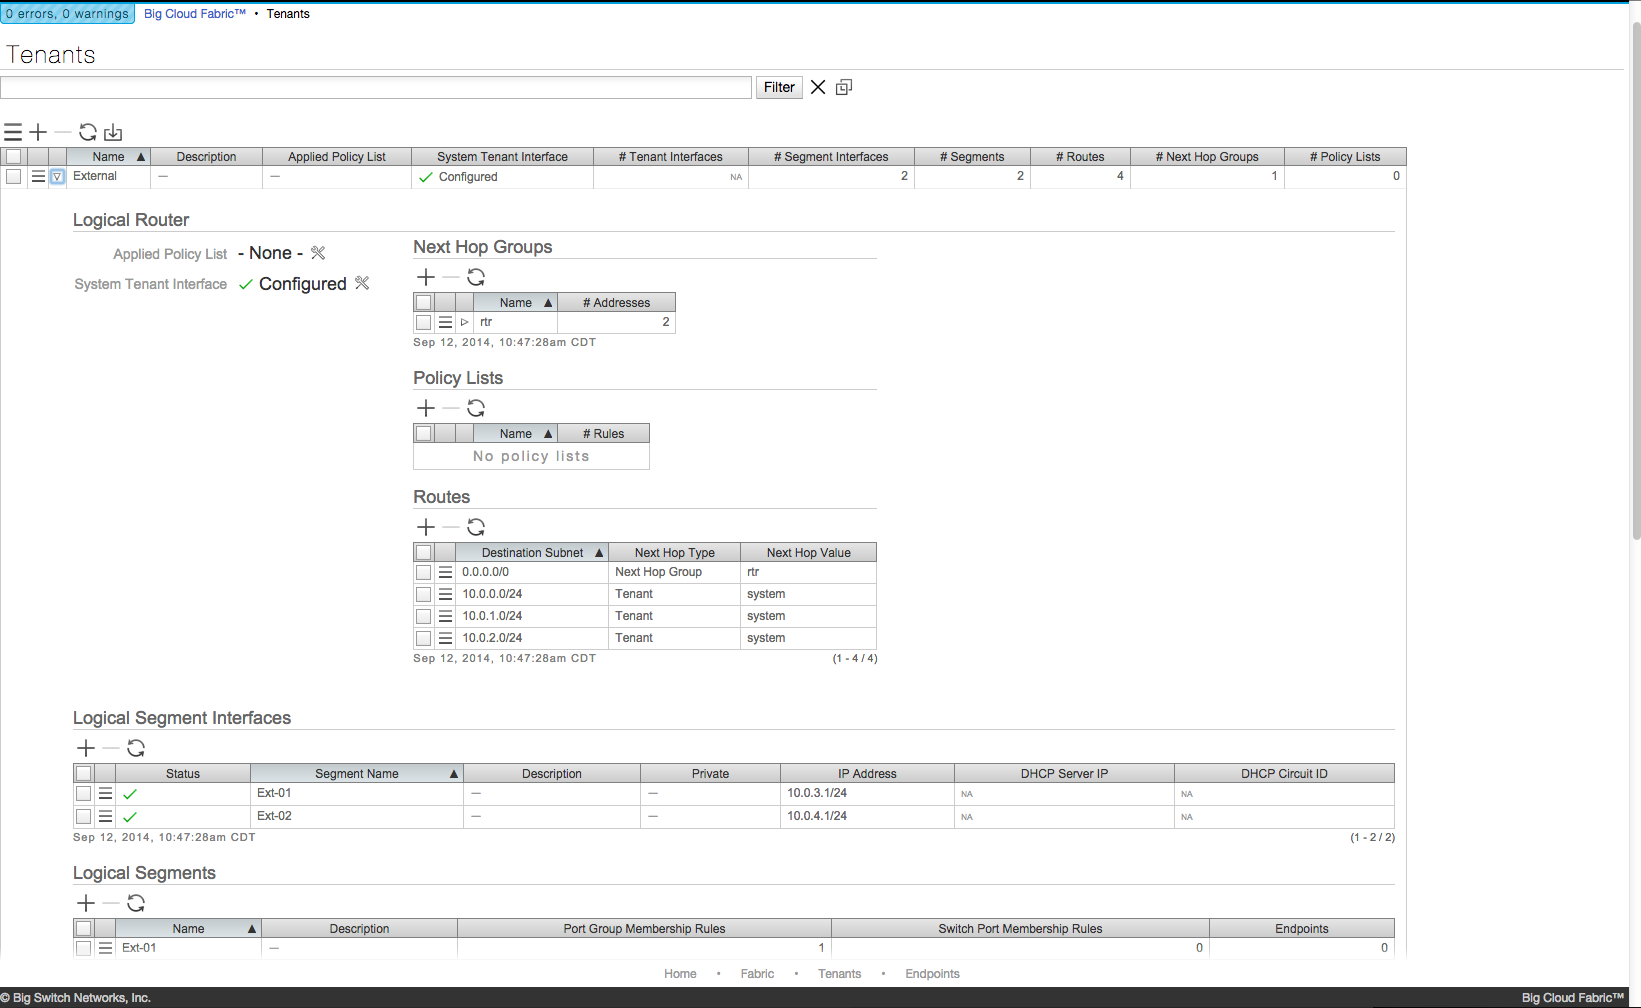 0 errors, 0 warnings Big Cloud Fabric™ • Tenants
Tenants
Filter
Name ▲ Description Applied Policy List System Tenant Interface # Tenant Interfaces # Segment Interfaces # Segments # Routes # Next Hop Groups # Policy Lists
External — — Configured NA 2 2 4 1 0
Logical Router
Applied Policy List - None -
System Tenant Interface Configured
Next Hop Groups
Name ▲ # Addresses
rtr 2
Sep 12, 2014, 10:47:28am CDT
Policy Lists
Name ▲ # Rules
No policy lists
Routes
Destination Subnet ▲ Next Hop Type Next Hop Value
0.0.0.0/0 Next Hop Group rtr
10.0.0.0/24 Tenant system
10.0.1.0/24 Tenant system
10.0.2.0/24 Tenant system
Sep 12, 2014, 10:47:28am CDT (1 - 4 / 4)
Logical Segment Interfaces
Status Segment Name ▲ Description Private IP Address DHCP Server IP DHCP Circuit ID
Ext-01 — — 10.0.3.1/24 NA NA
Ext-02 — — 10.0.4.1/24 NA NA
Sep 12, 2014, 10:47:28am CDT (1 - 2 / 2)
Logical Segments
Name ▲ Description Port Group Membership Rules Switch Port Membership Rules Endpoints
Ext-01 — 1 0 0
Home • Fabric • Tenants • Endpoints
© Big Switch Networks, Inc. Big Cloud Fabric™